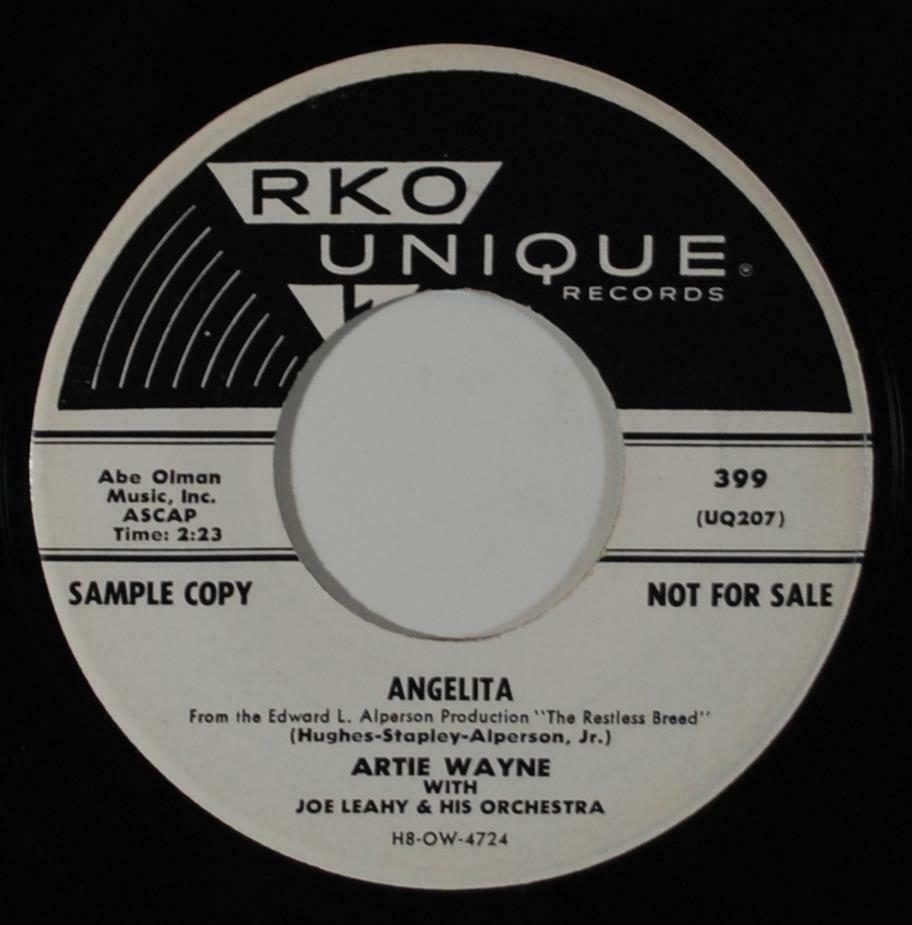 RKO
UNIQUE®
RECORDS
Abe Olman
Music, Inc.
ASCAP
Time: 2:23
399
(UQ207)
SAMPLE COPY
NOT FOR SALE
ANGELITA
From the Edward L. Alperson Production "The Restless Breed"
(Hughes-Stapley-Alperson, Jr.)
ARTIE WAYNE
WITH
JOE LEAHY & HIS ORCHESTRA
H8-OW-4724